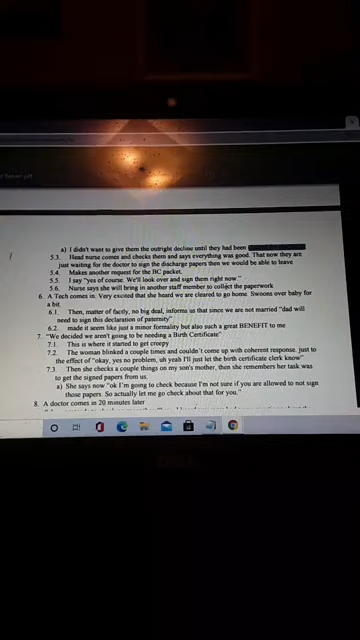 a) I didn't want to give them the outright decline until they had been
5.3. Head nurse comes and checks them and says everything was good. That now they are
just waiting for the doctor to sign the discharge papers then we would be able to leave
5.4. Makes another request for the BC packet.
5.5. I say "yes of course. We'll look over and sign them right now."
5.6. Nurse says she will bring in another staff member to collect the paperwork
6. A Tech comes in. Very excited that she heard we are cleared to go home. Swoons over baby for
a bit.
6.1. Then, matter of factly, no big deal, informs us that since we are not married "dad will
need to sign this declaration of paternity"
6.2. made it seem like just a minor formality but also such a great BENEFIT to me
7. "We decided we aren't going to be needing a Birth Certificate"
7.1. This is where it started to get creepy
7.2. The woman blinked a couple times and couldn't come up with coherent response, just to
the effect of "okay, yes no problem, uh yeah I'll just let the birth certificate clerk know"
7.3. Then she checks a couple things on my son's mother, then she remembers her task was
to get the signed papers from us.
a) She says now "ok I'm going to check because I'm not sure if you are allowed to not sign
those papers. So actually let me go check about that for you."
8. A doctor comes in 20 minutes later
DELL